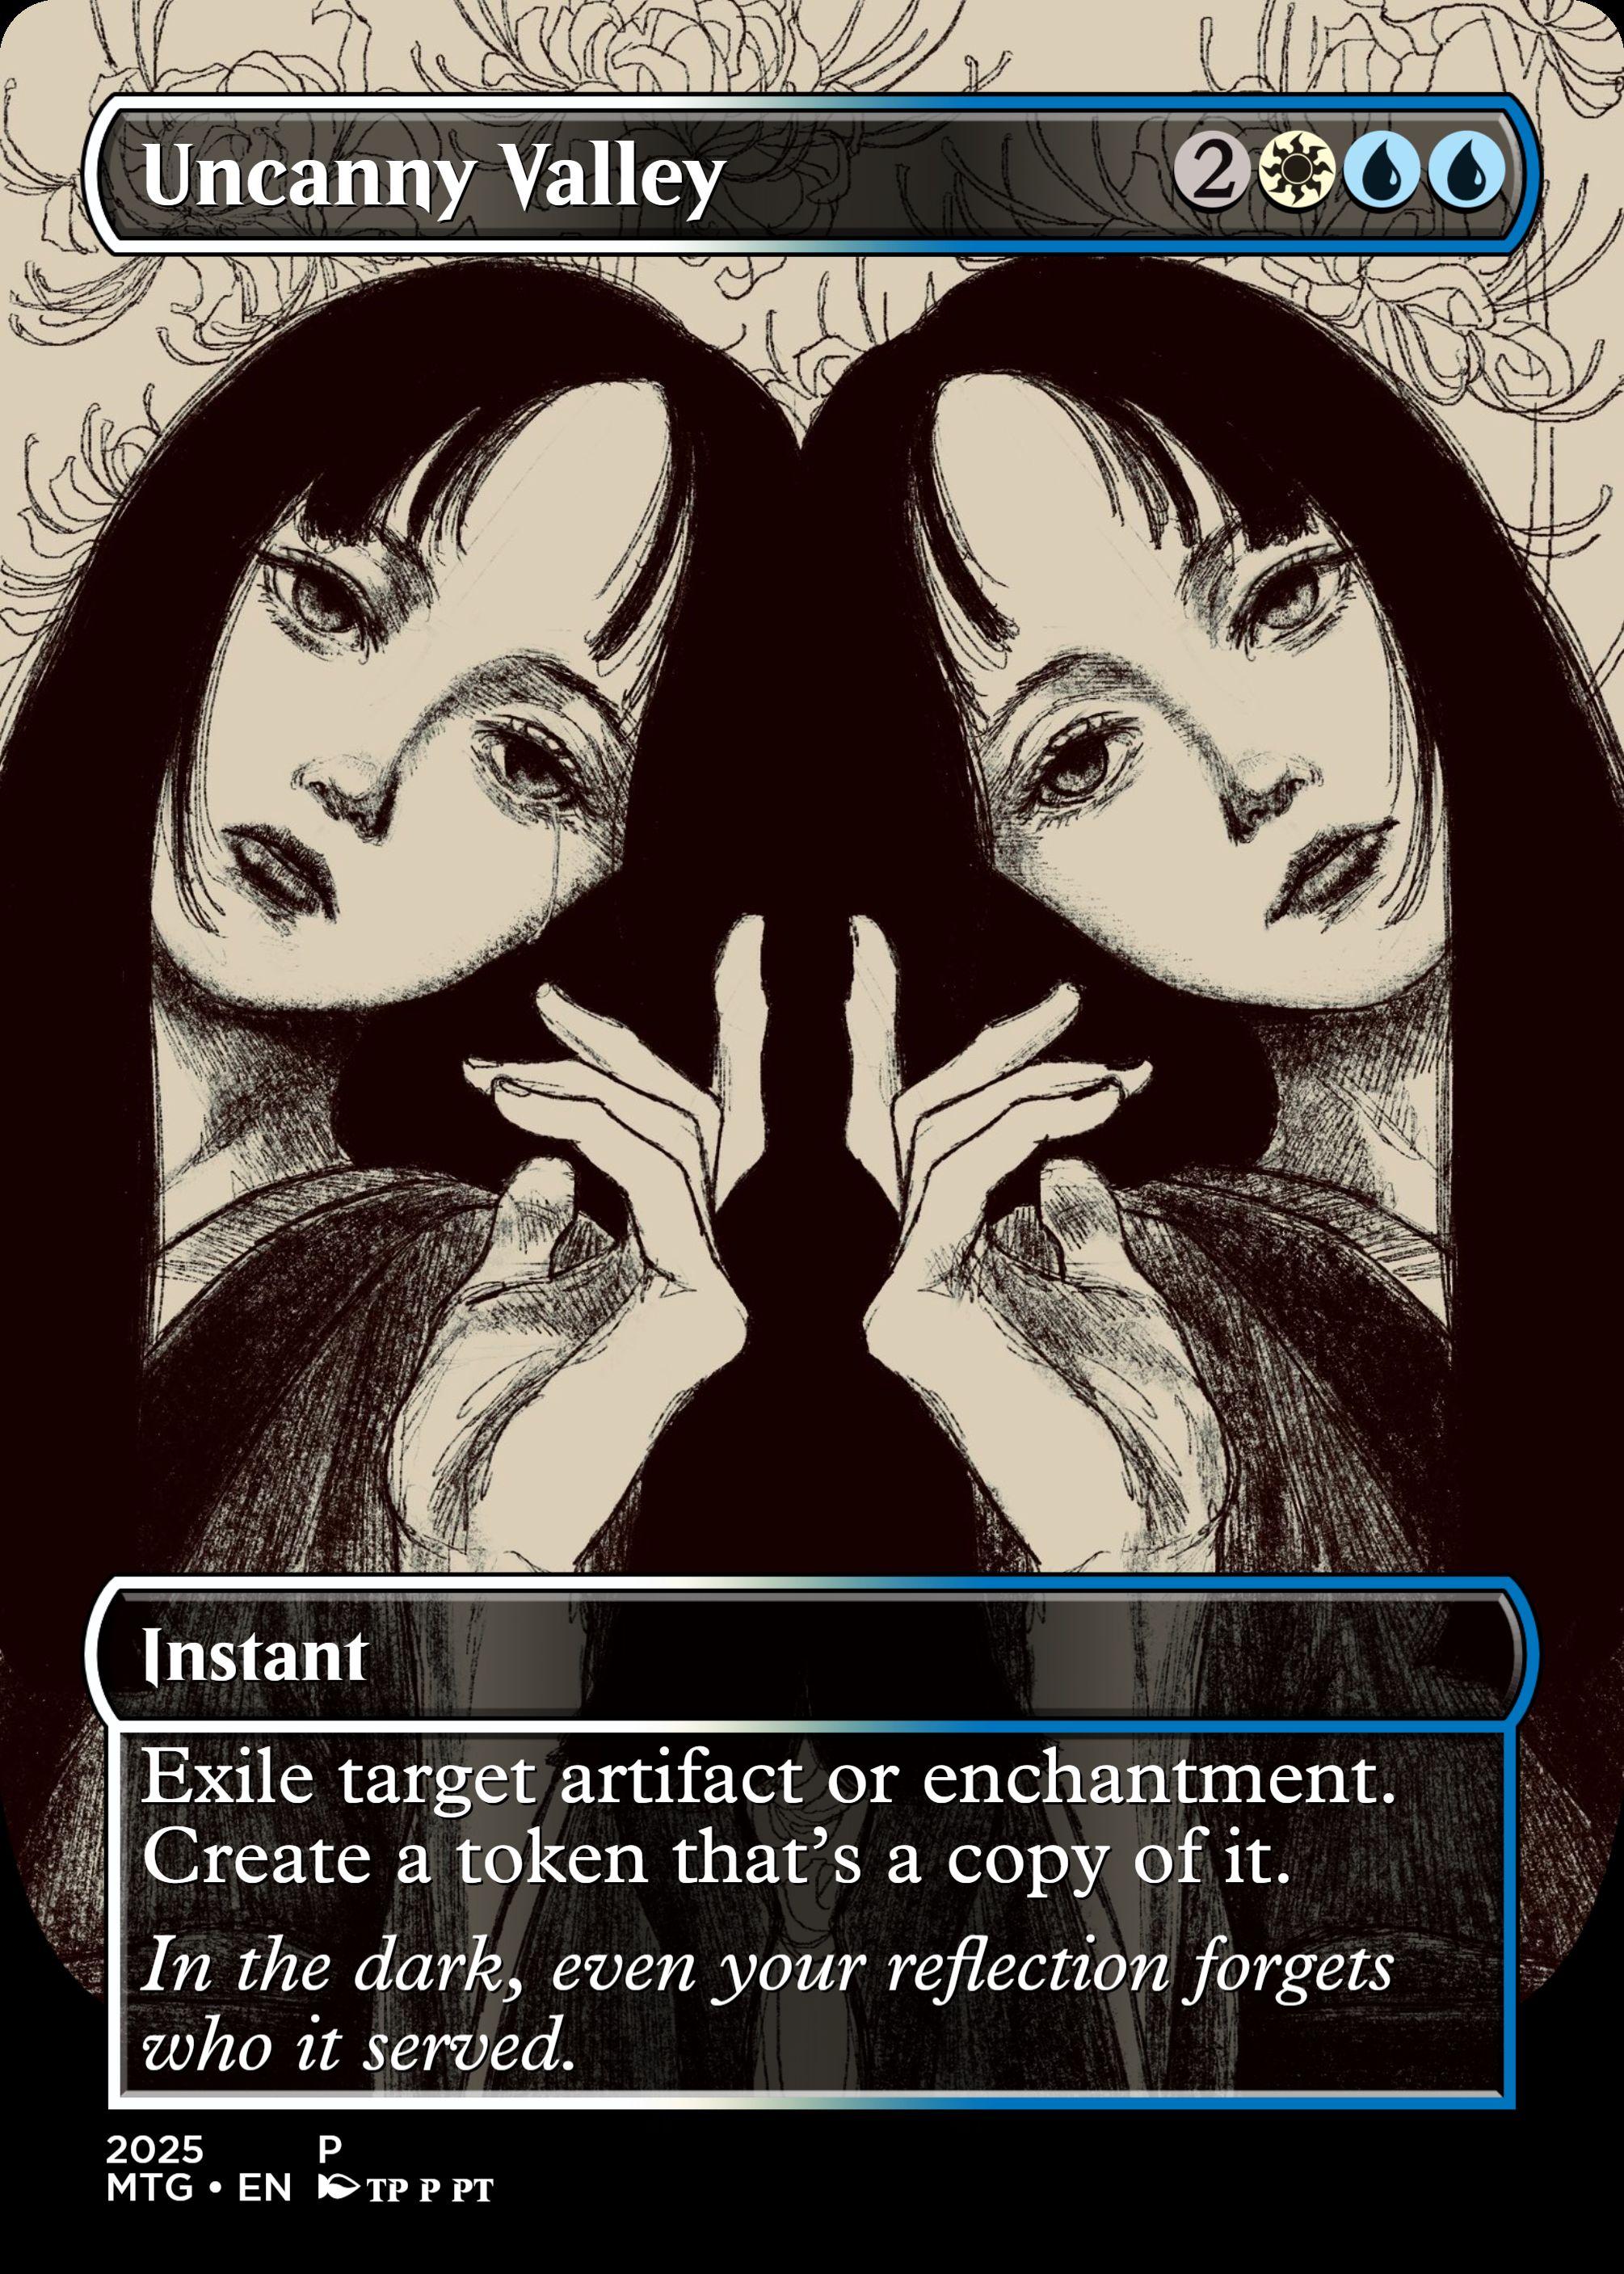 Uncanny Valley 2
Instant
Exile target artifact or enchantment.
Create a token that’s a copy of it.
In the dark, even your reflection forgets
who it served.
2025 P
MTG • EN TP P PT